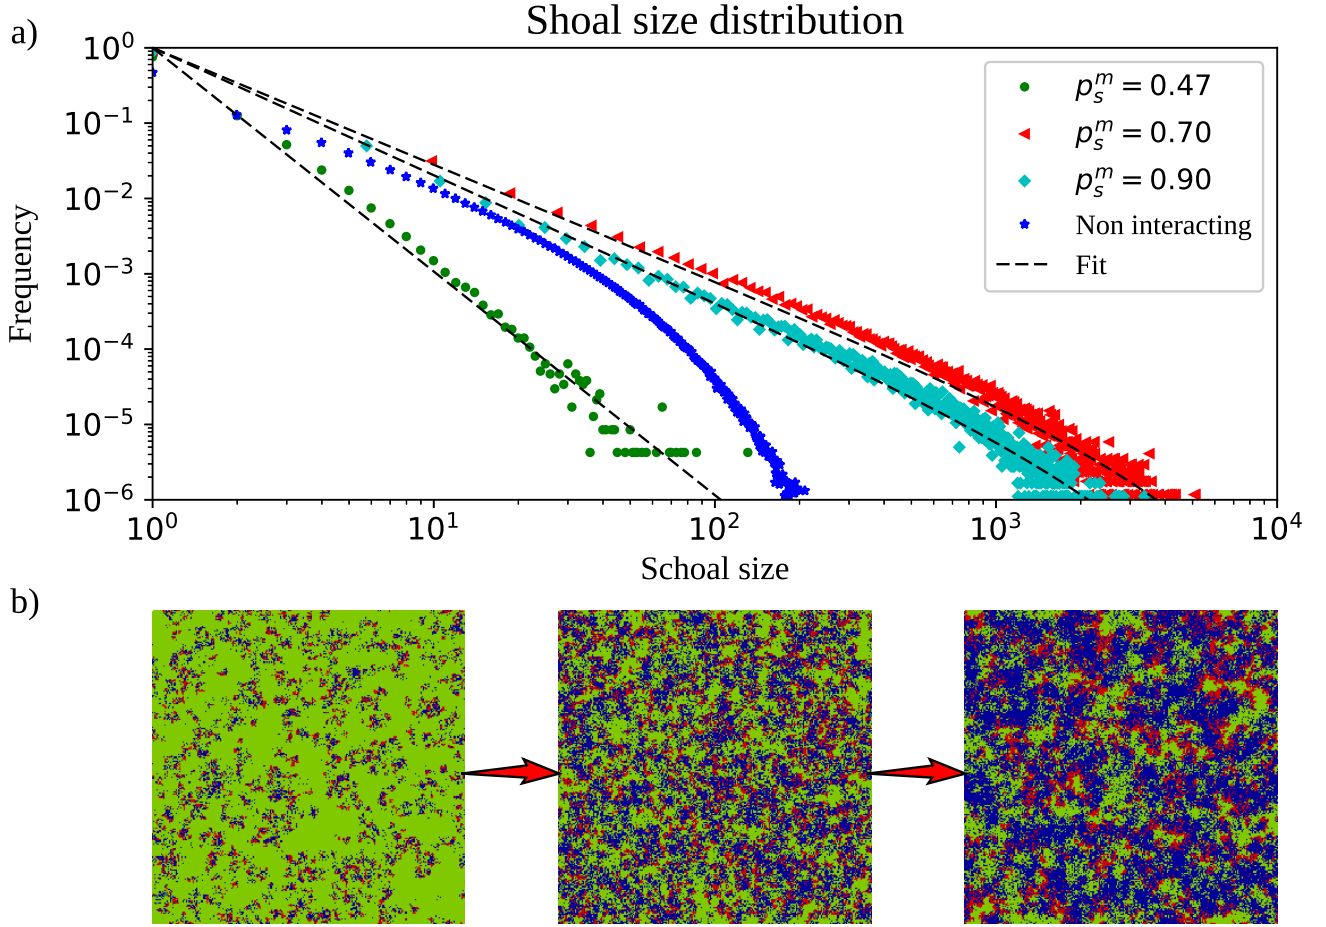 Shoal size distribution
a)
10^0
10^-1
10^-2
10^-3
10^-4
10^-5
10^-6
Frequency
p_s^m = 0.47
p_s^m = 0.70
p_s^m = 0.90
Non interacting
Fit
10^0 10^1 10^2 10^3 10^4
Schoal size
b)